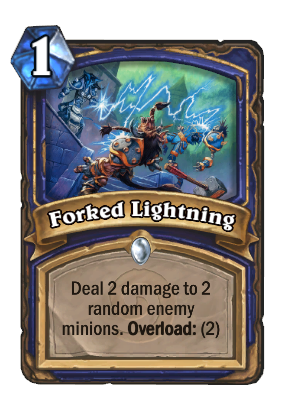 1
Forked Lightning
Deal 2 damage to 2
random enemy
minions. Overload: (2)